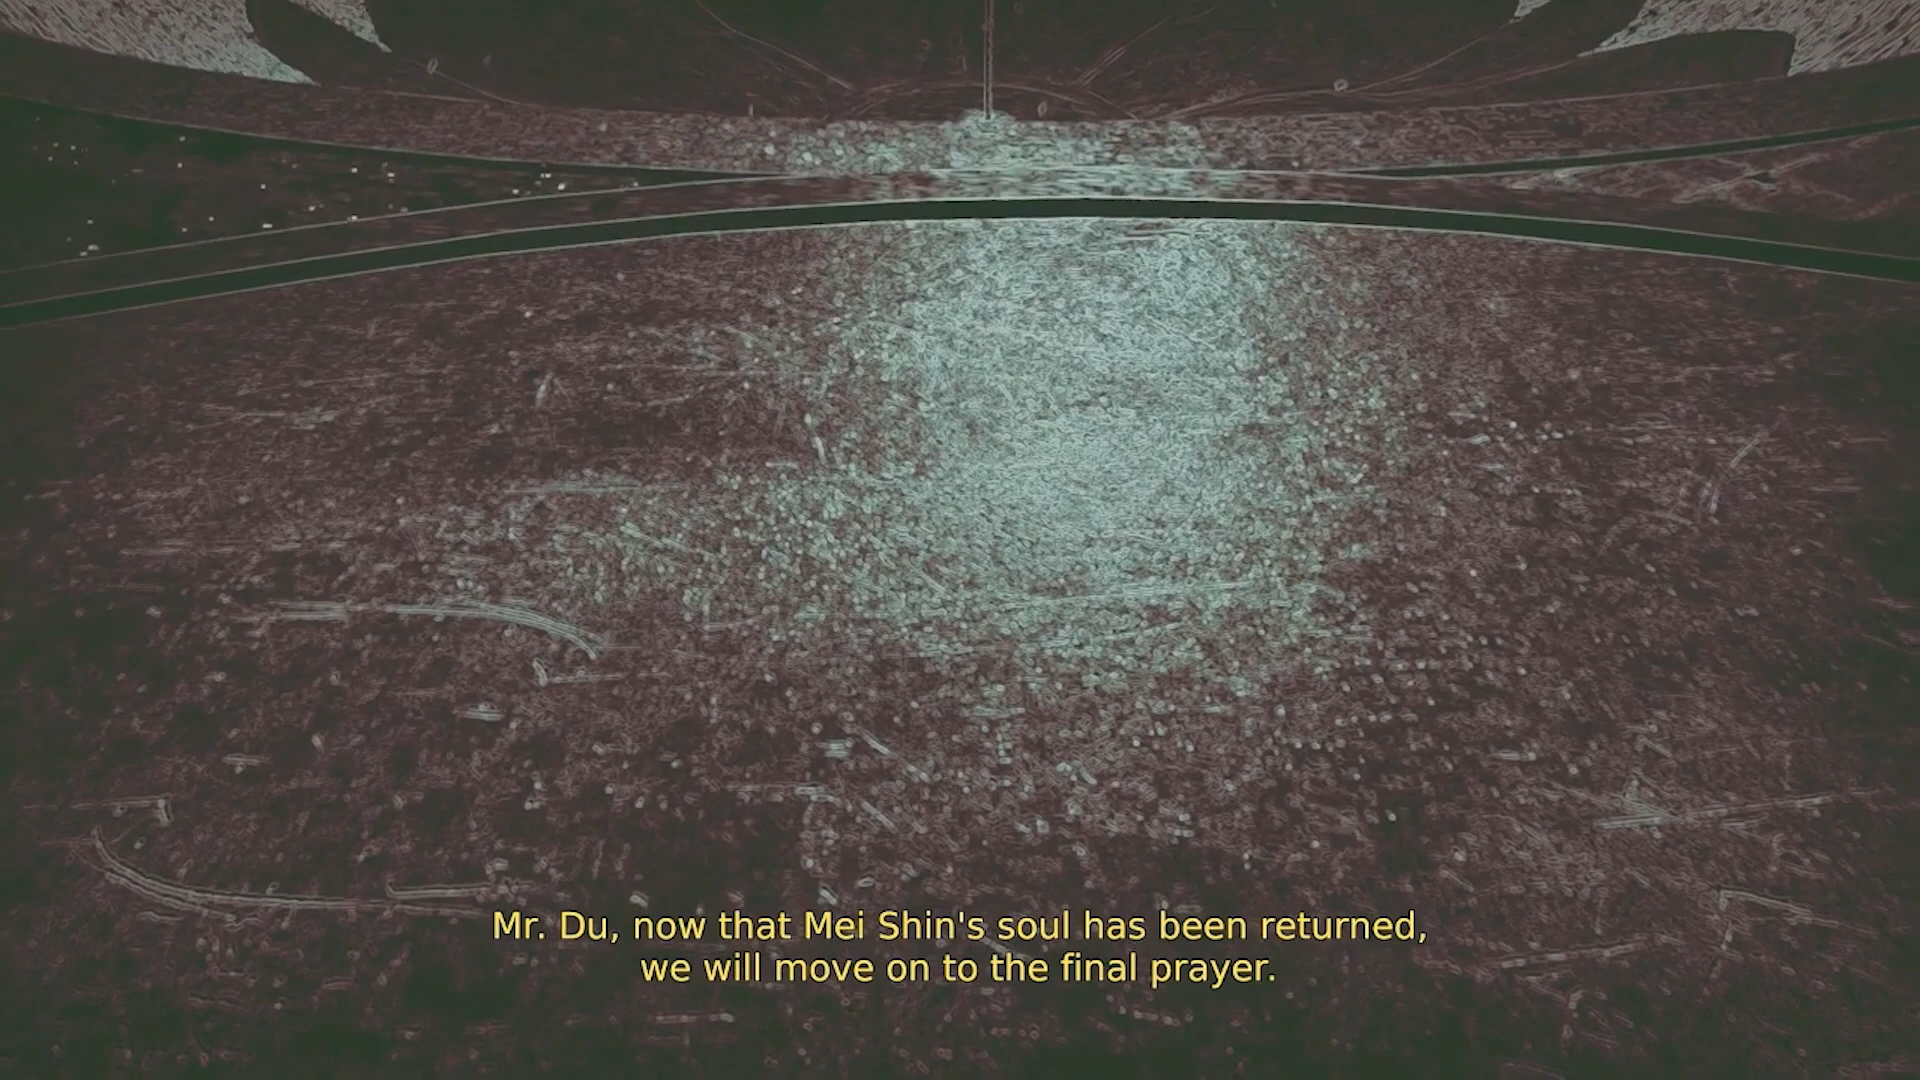 Mr. Du, now that Mei Shin's soul has been returned,
we will move on to the final prayer.